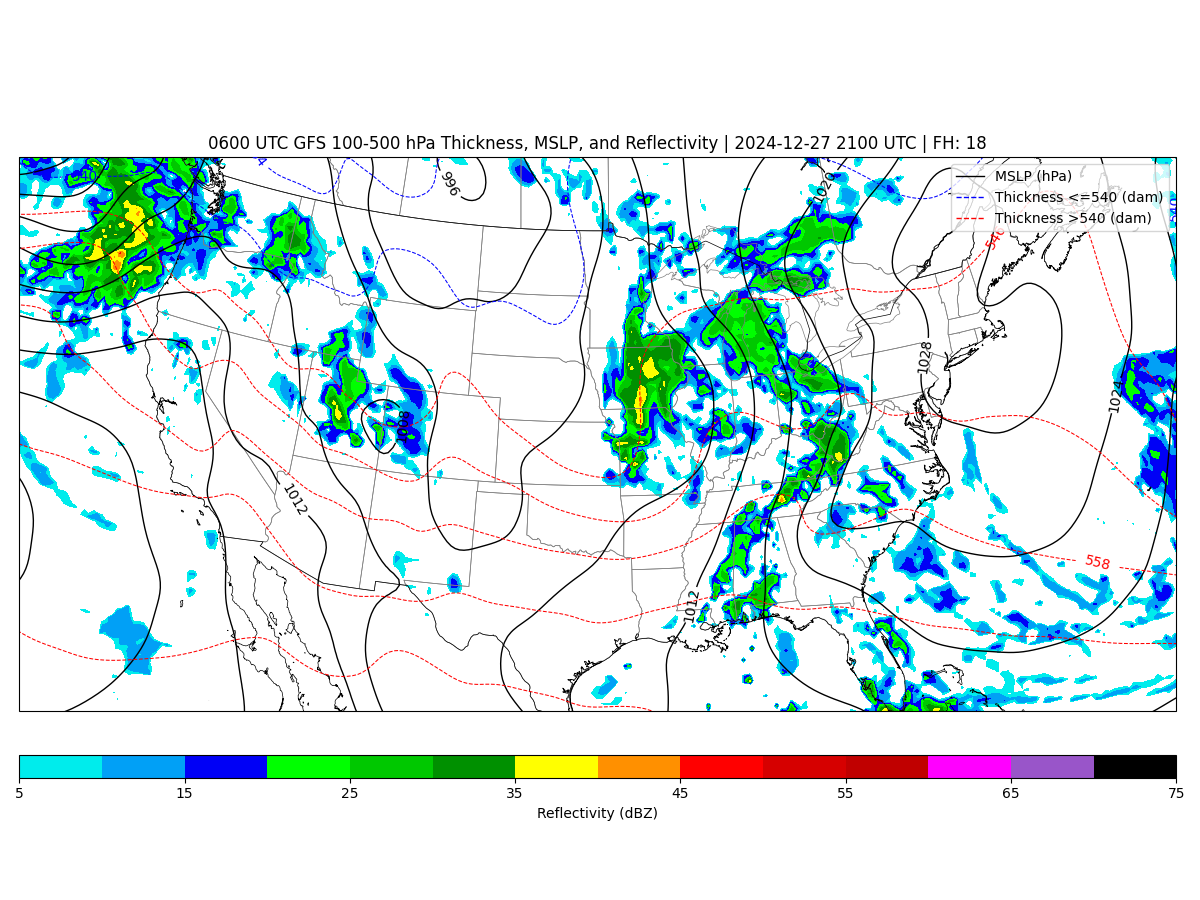 0600 UTC GFS 100-500 hPa Thickness, MSLP, and Reflectivity | 2024-12-27 2100 UTC | FH: 18
MSLP (hPa)
Thickness <=540 (dam)
Thickness >540 (dam)
996
1020
540
540
1028
1024
1008
1012
558
1012
5 15 25 35 45 55 65 75
Reflectivity (dBZ)